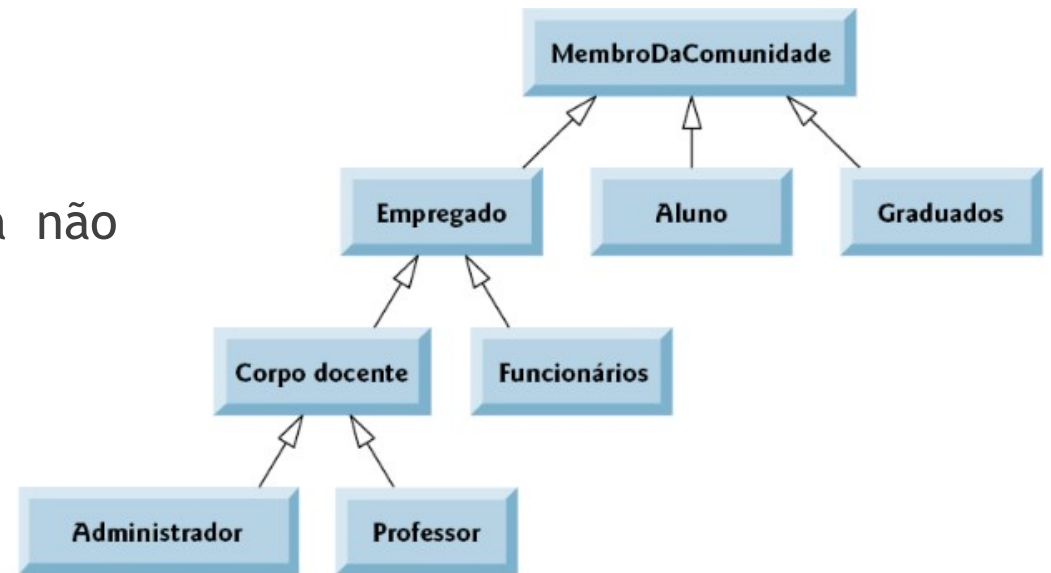 MembroDaComunidade
não
Empregado Aluno Graduados
Corpo docente Funcionários
Administrador Professor